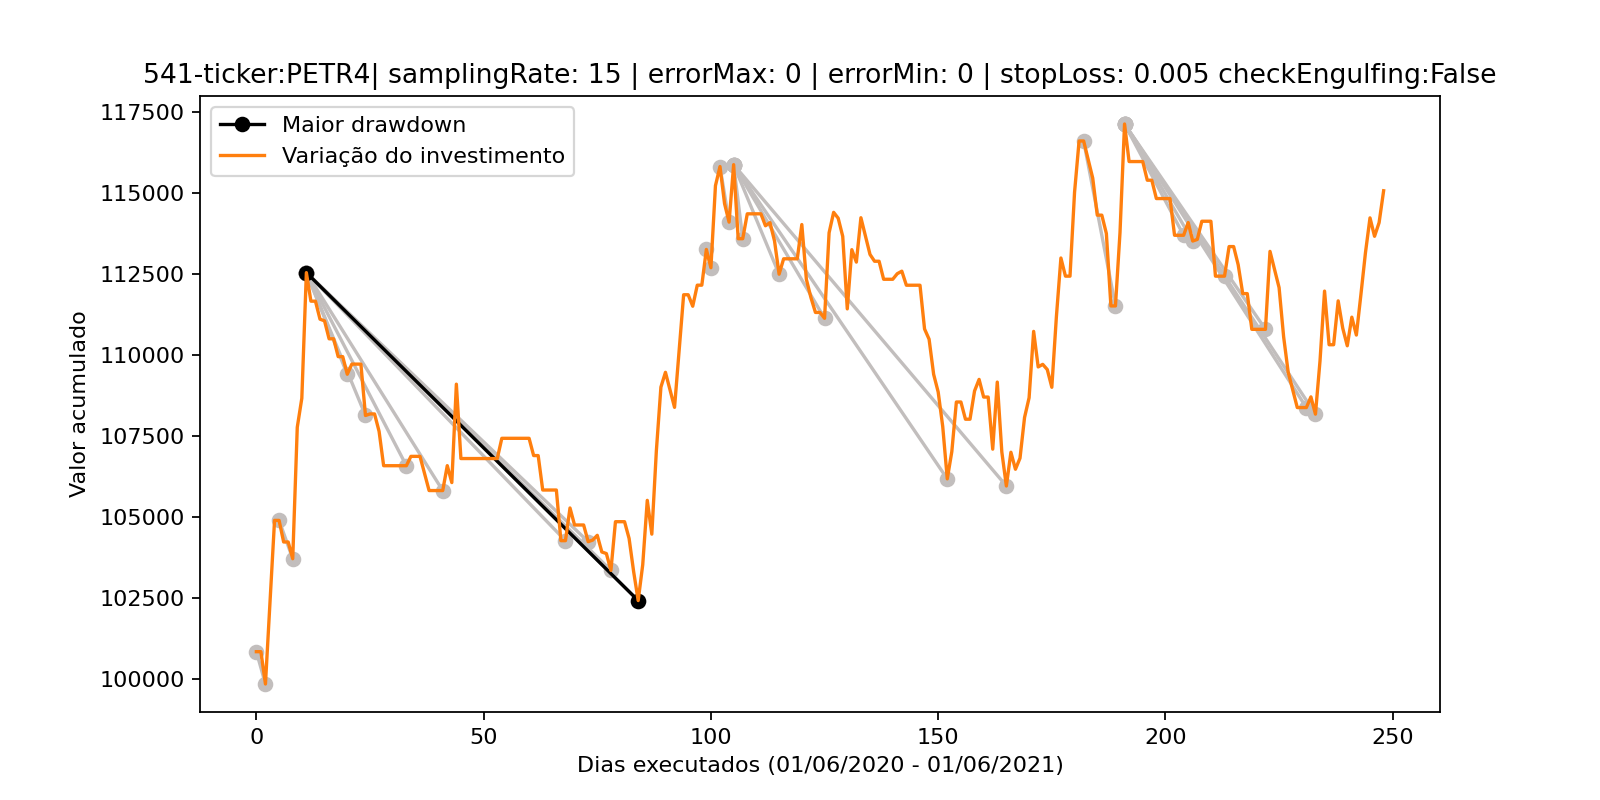 541-ticker:PETR4| samplingRate: 15 | errorMax: 0 | errorMin: 0 | stopLoss: 0.005 checkEngulfing:False
Maior drawdown
Variação do investimento
Valor acumulado
117500
115000
112500
110000
107500
105000
102500
100000
0 50 100 150 200 250
Dias executados (01/06/2020 - 01/06/2021)